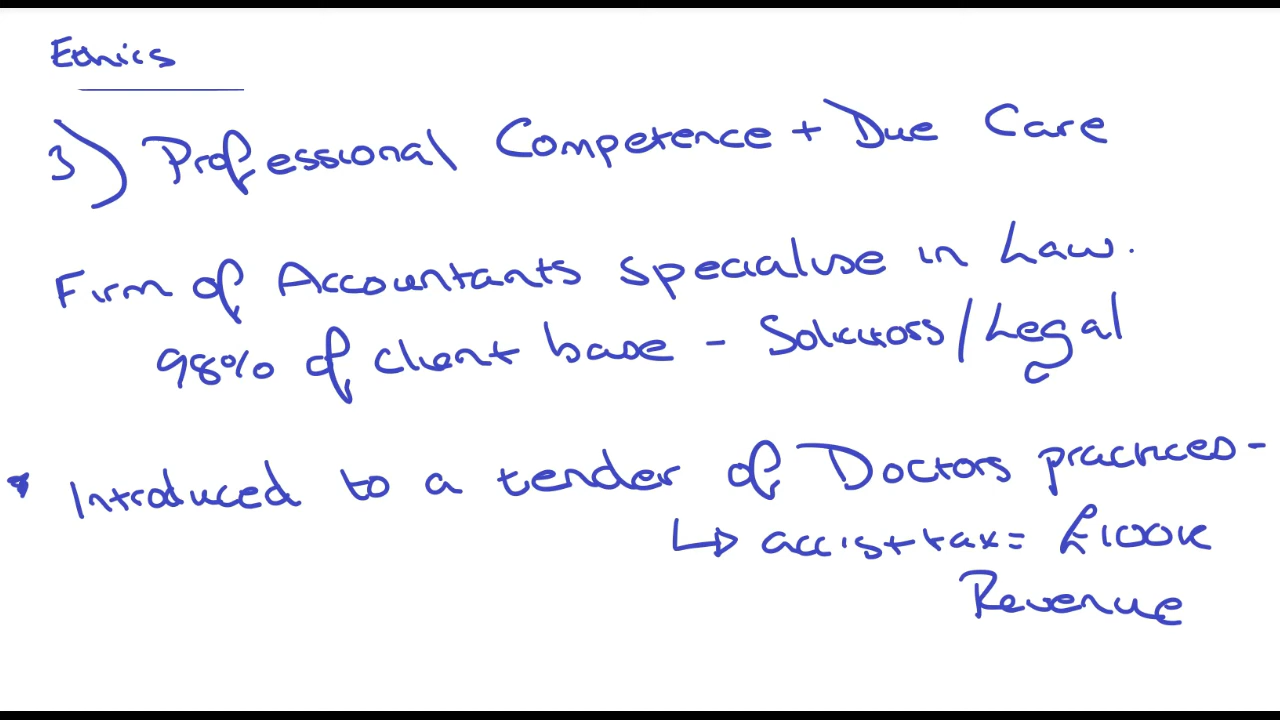 Ethics
3) Professional Competence + Due Care
Firm of Accountants specialise in Law.
98% of client base - Solicitors/Legal
* Introduced to a tender of Doctors practices -
↳ accts + tax = £100k
Revenue